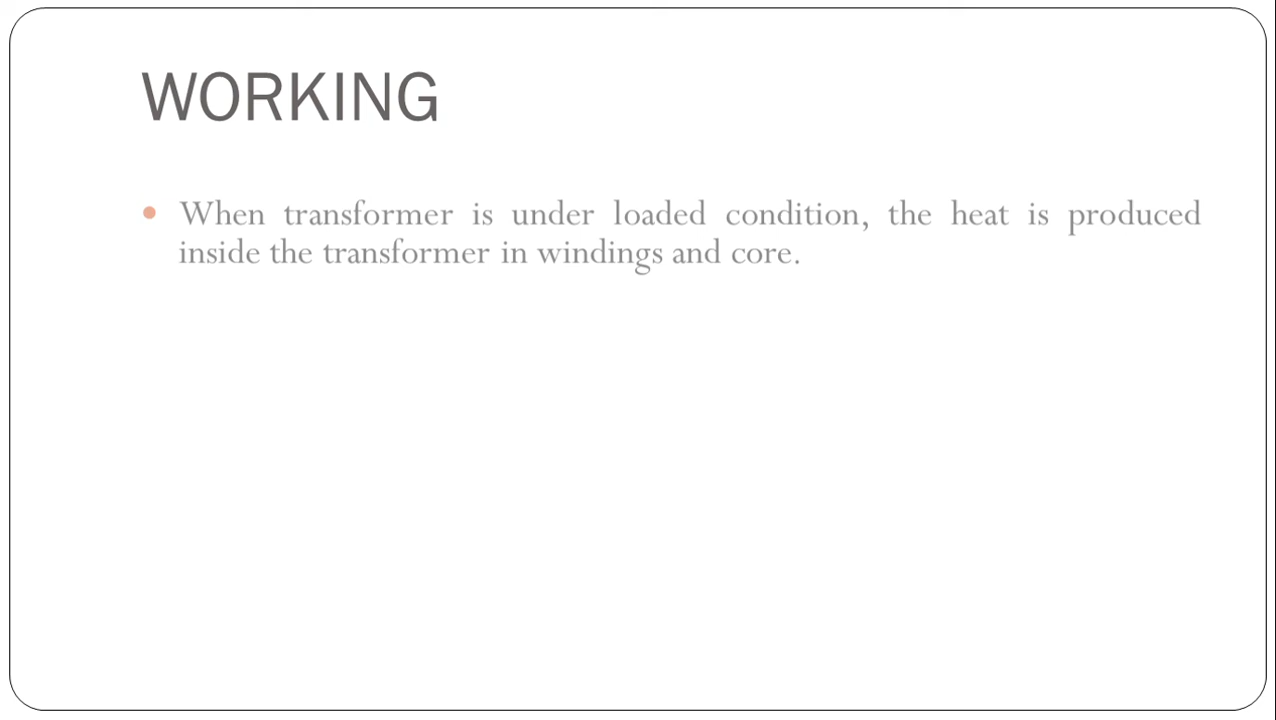 WORKING
When transformer is under loaded condition, the heat is produced
inside the transformer in windings and core.